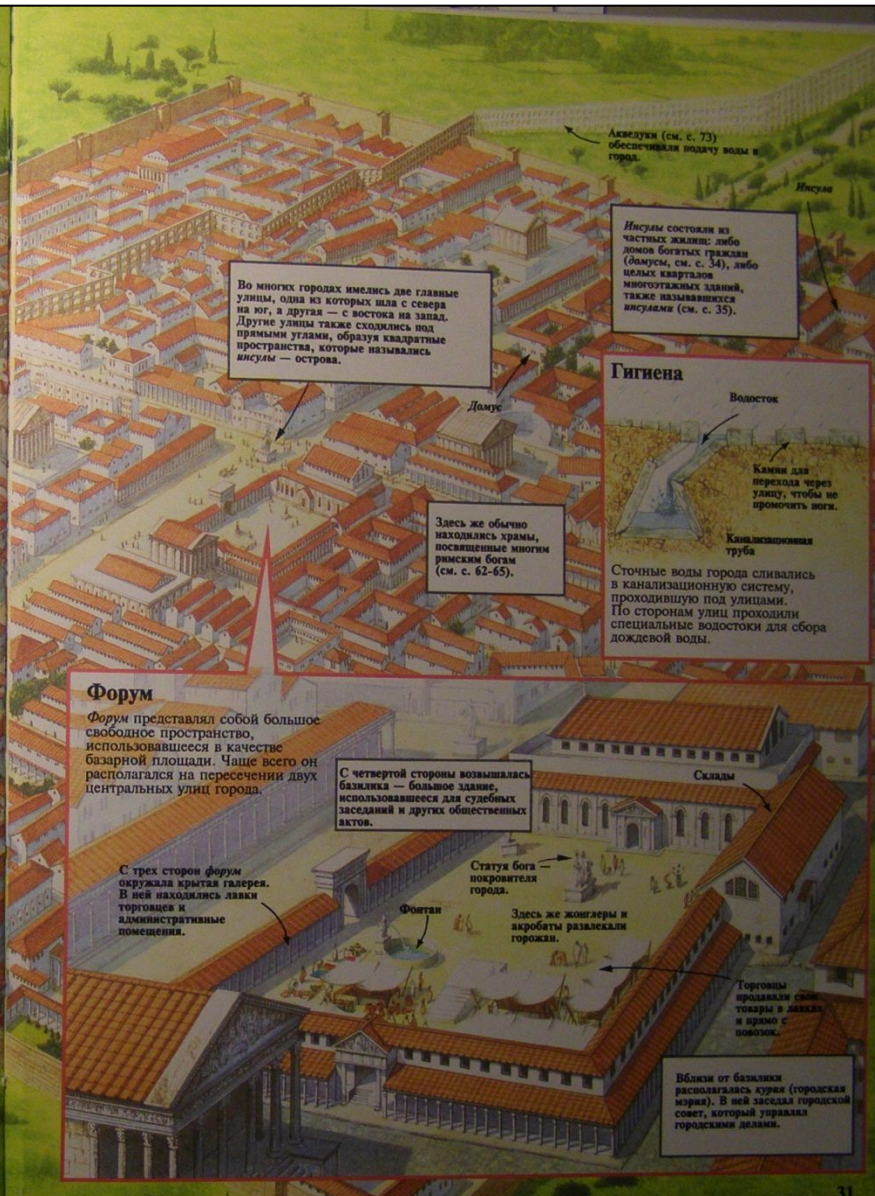 Акведуки (см. с. 73)
обеспечивали подачу воды в
город.
Инсула
Инсулы состояли из
частных жилищ: либо
домов богатых граждан
(домусы, см. с. 34), либо
целых кварталов
многоэтажных зданий,
также называвшихся
инсулами (см. с. 35).
Во многих городах имелись две главные
улицы, одна из которых шла с севера
на юг, а другая — с востока на запад.
Другие улицы также сходились под
прямыми углами, образуя квадратные
пространства, которые назывались
инсулы — острова.
Домус
Гигиена
Водосток
Камни для
перехода через
улицу, чтобы не
промочить ноги.
Канализационная
труба
Сточные воды города сливались
в канализационную систему,
проходившую под улицами.
По сторонам улиц проходили
специальные водостоки для сбора
дождевой воды.
Здесь же обычно
находились храмы,
посвященные многим
римским богам
(см. с. 62-65).
Форум
Форум представлял собой большое
свободное пространство,
использовавшееся в качестве
базарной площади. Чаще всего он
располагался на пересечении двух
центральных улиц города.
С четвертой стороны возвышалась
базилика — большое здание,
использовавшееся для судебных
заседаний и других общественных
актов.
Склады
С трех сторон форум
окружала крытая галерея.
В ней находились лавки
торговцев и
административные
помещения.
Фонтан
Статуя бога —
покровителя
города.
Здесь же жонглеры и
акробаты развлекали
горожан.
Торговцы
продавали свои
товары в лавках
и прямо с
повозок.
Вблизи от базилики
располагалась курия (городская
мэрия). В ней заседал городской
совет, который управлял
городскими делами.
31